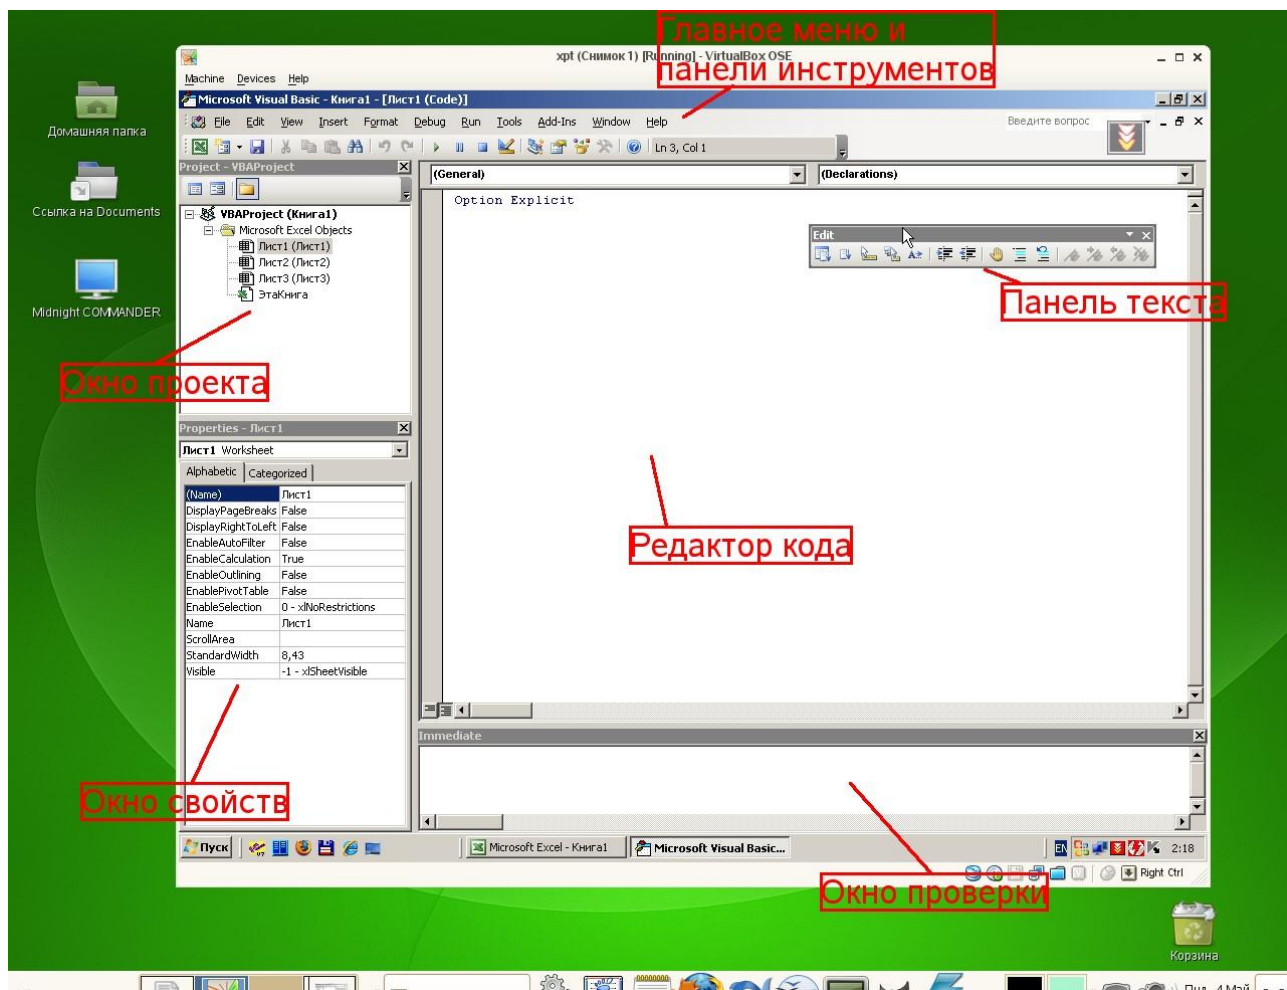 Главное меню и
панели инструментов
xpt (Снимок 1) [Running] - VirtualBox OSE
Machine Devices Help
Microsoft Visual Basic - Книга1 - [Лист1 (Code)]
File Edit View Insert Format Debug Run Tools Add-Ins Window Help
Введите вопрос
Ln 3, Col 1
Домашняя папка
Ссылка на Documents
Midnight COMMANDER
Project - VBAProject
VBAProject (Книга1)
Microsoft Excel Objects
Лист1 (Лист1)
Лист2 (Лист2)
Лист3 (Лист3)
ЭтаКнига
Окно проекта
(General)
(Declarations)
Option Explicit
Edit
Панель текста
Редактор кода
Properties - Лист1
Лист1 Worksheet
Alphabetic Categorized
(Name) Лист1
DisplayPageBreaks False
DisplayRightToLeft False
EnableAutoFilter False
EnableCalculation True
EnableOutlining False
EnablePivotTable False
EnableSelection 0 - xlNoRestrictions
Name Лист1
ScrollArea
StandardWidth 8,43
Visible -1 - xlSheetVisible
Окно свойств
Immediate
Окно проверки
Пуск
Microsoft Excel - Книга1
Microsoft Visual Basic...
EN
2:18
Right Ctrl
Корзина